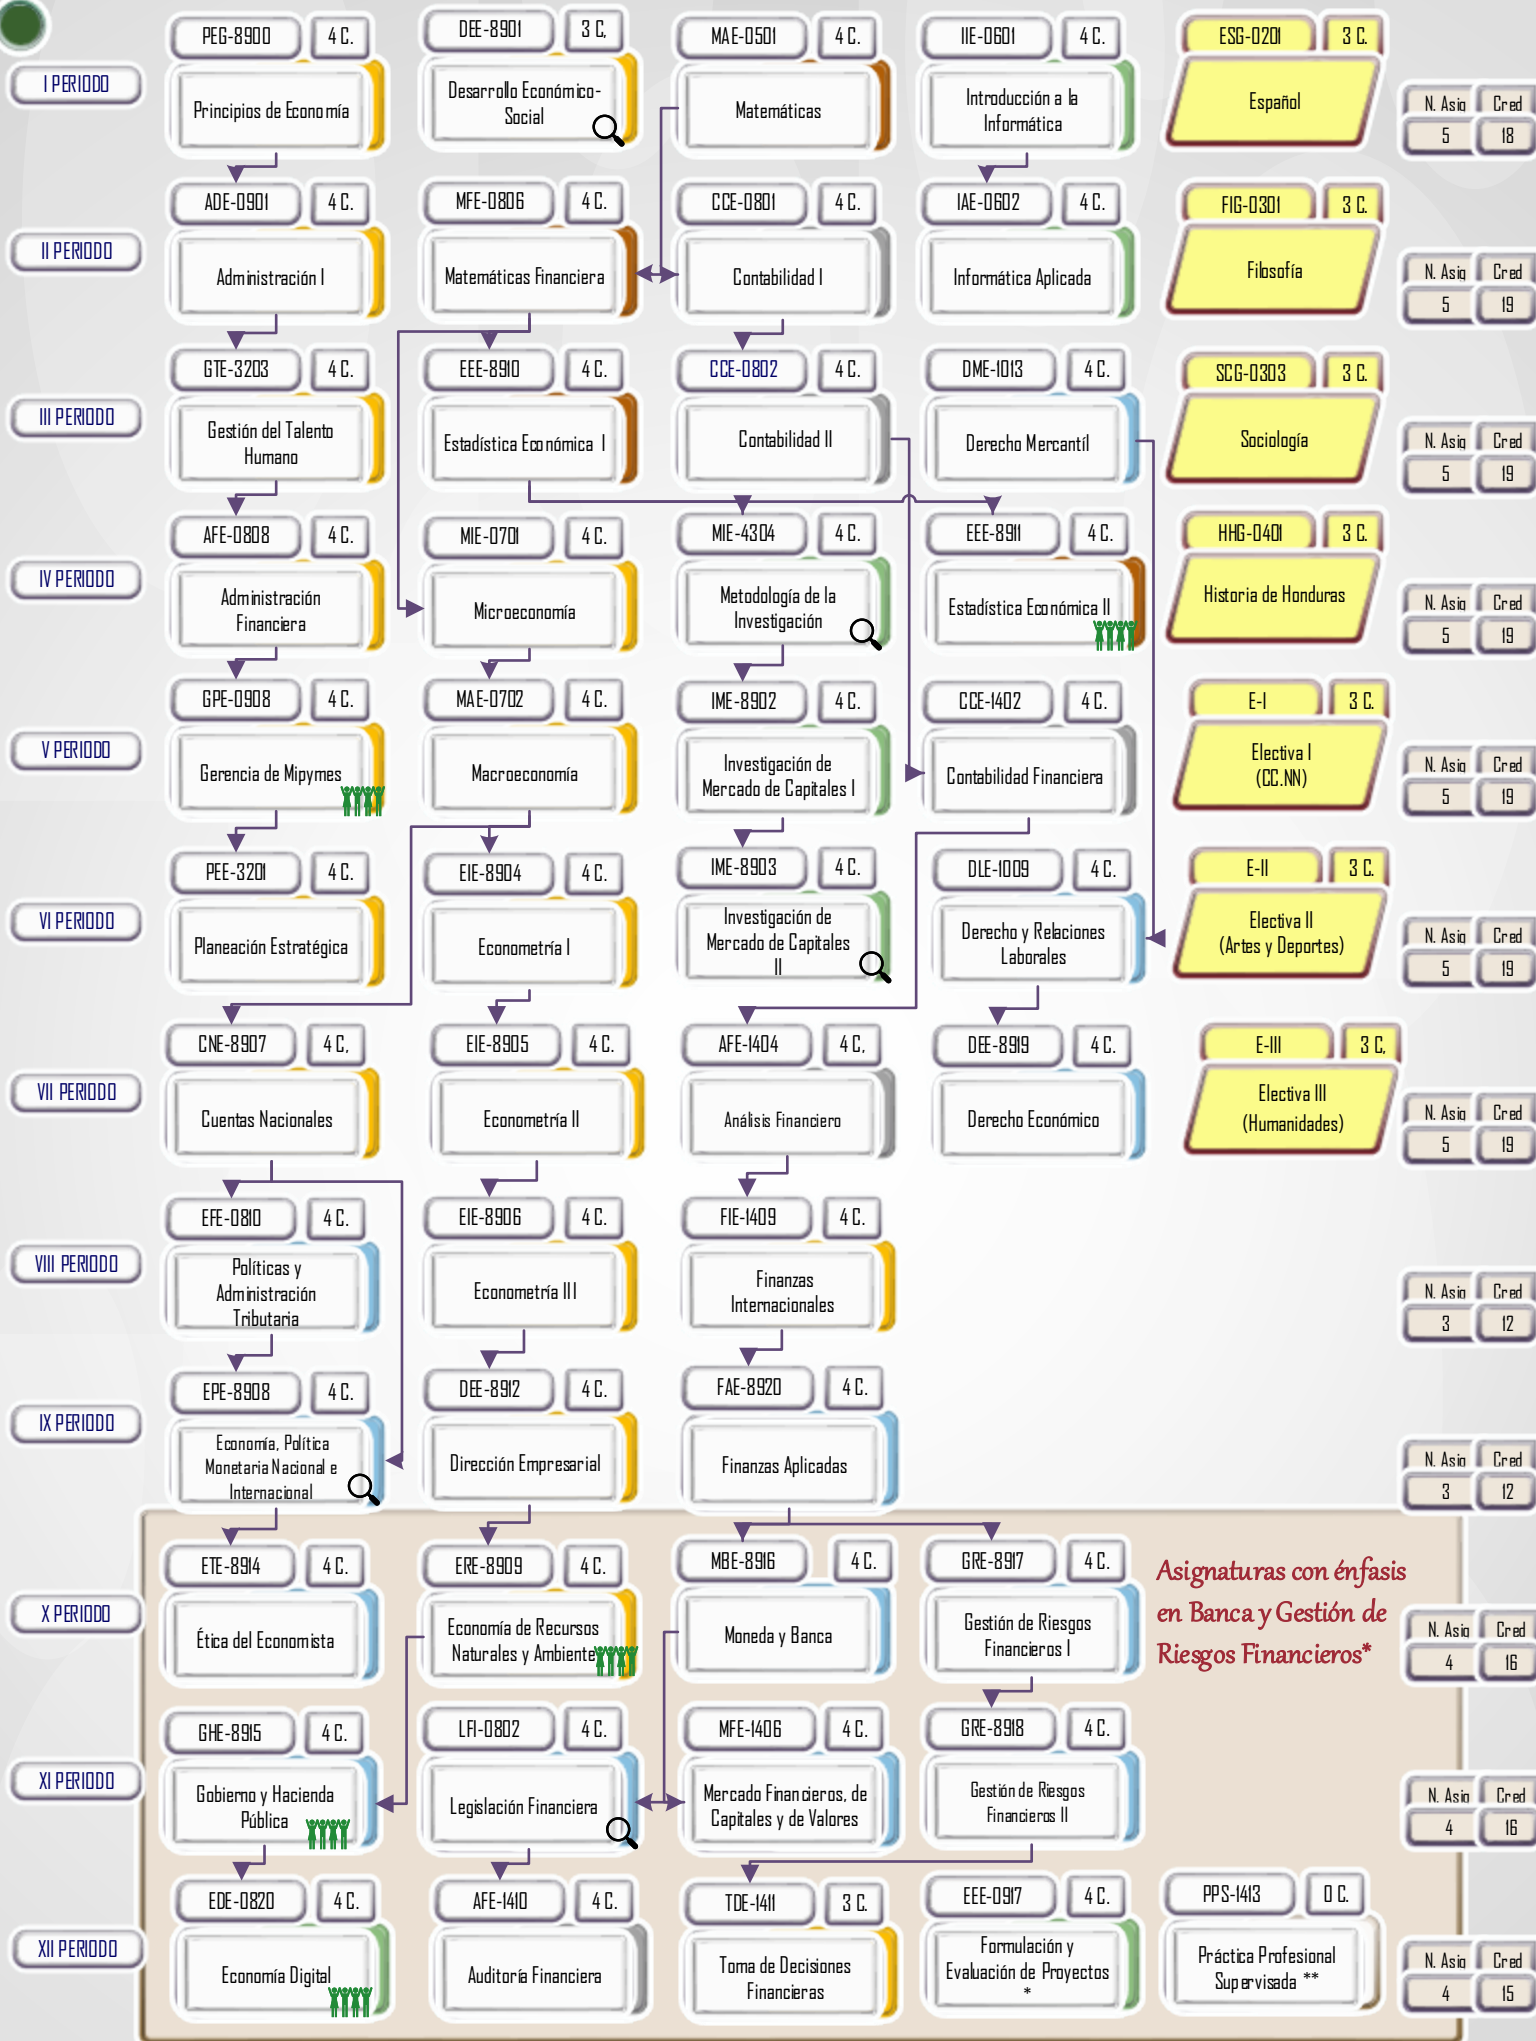 PEG-8900 4 C.
DEE-8901 3 C,
MAE-0501 4 C.
IIE-0601 4 C.
ESG-0201 3 C.
I PERIODO
Principios de Economía
Desarrollo Económico-
Social
Matemáticas
Introducción a la
Informática
Español
N. Asig Cred
5 18
ADE-0901 4 C.
MFE-0806 4 C.
CCE-0801 4 C.
IAE-0602 4 C.
FIG-0301 3 C.
II PERIODO
Administración I
Matemáticas Financiera
Contabilidad I
Informática Aplicada
Filosofía
N. Asig Cred
5 19
GTE-3203 4 C.
EEE-8910 4 C.
CCE-0802 4 C.
DME-1013 4 C.
SCG-0303 3 C.
III PERIODO
Gestión del Talento
Humano
Estadística Económica I
Contabilidad II
Derecho Mercantíl
Sociología
N. Asig Cred
5 19
AFE-0808 4 C.
MIE-0701 4 C.
MIE-4304 4 C.
EEE-8911 4 C.
HHG-0401 3 C.
IV PERIODO
Administración
Financiera
Microeconomía
Metodología de la
Investigación
Estadística Económica II
Historia de Honduras
N. Asig Cred
5 19
GPE-0908 4 C.
MAE-0702 4 C.
IME-8902 4 C.
CCE-1402 4 C.
E-I 3 C.
V PERIODO
Gerencia de Mipymes
Macroeconomía
Investigación de
Mercado de Capitales I
Contabilidad Financiera
Electiva I
(CC.NN)
N. Asig Cred
5 19
PEE-3201 4 C.
EIE-8904 4 C.
IME-8903 4 C.
DLE-1009 4 C.
E-II 3 C.
VI PERIODO
Planeación Estratégica
Econometría I
Investigación de
Mercado de Capitales
II
Derecho y Relaciones
Laborales
Electiva II
(Artes y Deportes)
N. Asig Cred
5 19
CNE-8907 4 C,
EIE-8905 4 C.
AFE-1404 4 C,
DEE-8919 4 C.
E-III 3 C,
VII PERIODO
Cuentas Nacionales
Econometría II
Análisis Financiero
Derecho Económico
Electiva III
(Humanidades)
N. Asig Cred
5 19
EFE-0810 4 C.
EIE-8906 4 C.
FIE-1409 4 C.
VIII PERIODO
Políticas y
Administración
Tributaria
Econometría III
Finanzas
Internacionales
N. Asig Cred
3 12
EPE-8908 4 C.
DEE-8912 4 C.
FAE-8920 4 C.
IX PERIODO
Economía, Política
Monetaria Nacional e
Internacional
Dirección Empresarial
Finanzas Aplicadas
N. Asig Cred
3 12
ETE-8914 4 C.
ERE-8909 4 C.
MBE-8916 4 C.
GRE-8917 4 C.
X PERIODO
Ética del Economista
Economía de Recursos
Naturales y Ambiente
Moneda y Banca
Gestión de Riesgos
Financieros I
Asignaturas con énfasis
en Banca y Gestión de
Riesgos Financieros*
N. Asig Cred
4 16
GHE-8915 4 C.
LFI-0802 4 C.
MFE-1406 4 C.
GRE-8918 4 C.
XI PERIODO
Gobierno y Hacienda
Pública
Legislación Financiera
Mercado Financieros, de
Capitales y de Valores
Gestión de Riesgos
Financieros II
N. Asig Cred
4 16
EDE-0820 4 C.
AFE-1410 4 C.
TDE-1411 3 C.
EEE-0917 4 C.
PPS-1413 0 C.
XII PERIODO
Economía Digital
Auditoría Financiera
Toma de Decisiones
Financieras
Formulación y
Evaluación de Proyectos
*
Práctica Profesional
Supervisada **
N. Asig Cred
4 15